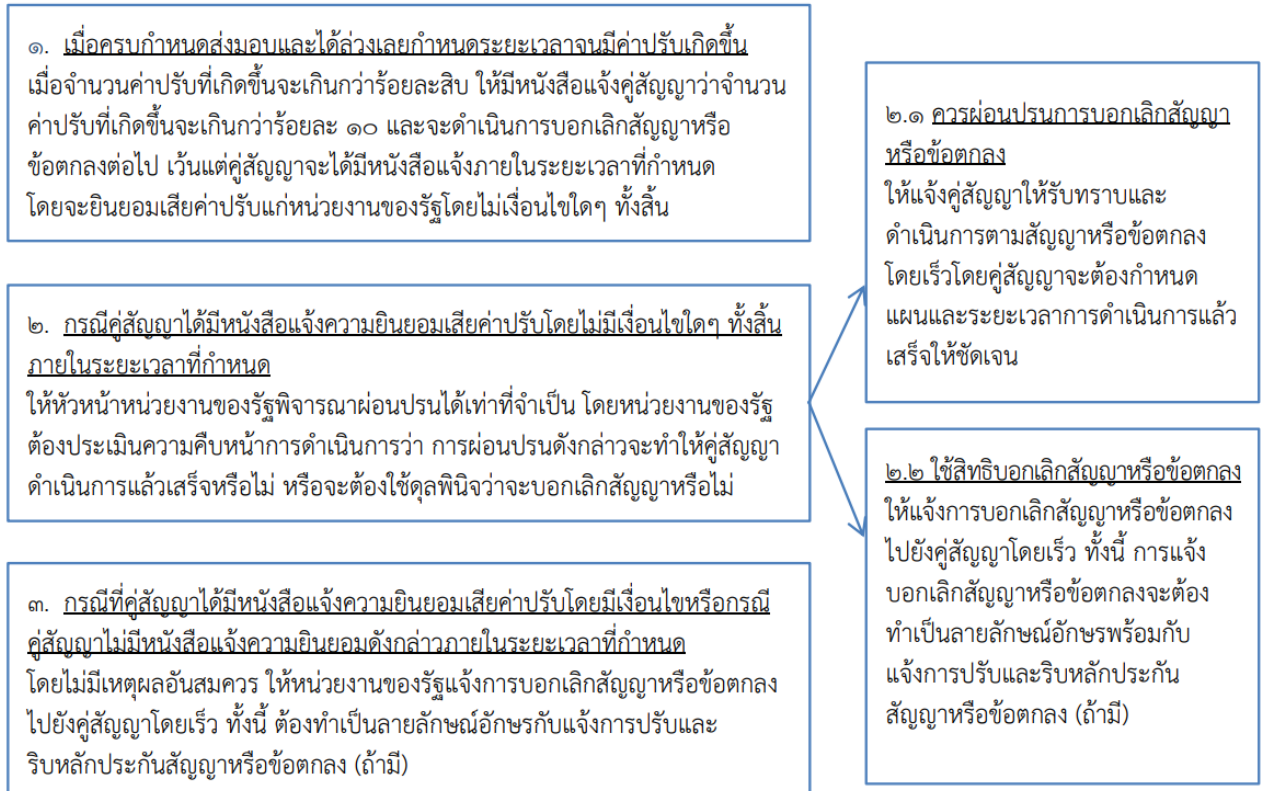 ๑. เมื่อครบกำหนดส่งมอบและได้ล่วงเลยกำหนดระยะเวลาจนมีค่าปรับเกิดขึ้น
เมื่อจำนวนค่าปรับที่เกิดขึ้นจะเกินกว่าร้อยละสิบ ให้มีหนังสือแจ้งคู่สัญญาว่าจำนวน
ค่าปรับที่เกิดขึ้นจะเกินกว่าร้อยละ ๑๐ และจะดำเนินการบอกเลิกสัญญาหรือ
ข้อตกลงต่อไป เว้นแต่คู่สัญญาจะได้มีหนังสือแจ้งภายในระยะเวลาที่กำหนด
โดยจะยินยอมเสียค่าปรับแก่หน่วยงานของรัฐโดยไม่เงื่อนไขใดๆ ทั้งสิ้น
๒. กรณีคู่สัญญาได้มีหนังสือแจ้งความยินยอมเสียค่าปรับโดยไม่มีเงื่อนไขใดๆ ทั้งสิ้น
ภายในระยะเวลาที่กำหนด
ให้หัวหน้าหน่วยงานของรัฐพิจารณาผ่อนปรนได้เท่าที่จำเป็น โดยหน่วยงานของรัฐ
ต้องประเมินความคืบหน้าการดำเนินการว่า การผ่อนปรนดังกล่าวจะทำให้คู่สัญญา
ดำเนินการแล้วเสร็จหรือไม่ หรือจะต้องใช้ดุลพินิจว่าจะบอกเลิกสัญญาหรือไม่
๒.๑ ควรผ่อนปรนการบอกเลิกสัญญา
หรือข้อตกลง
ให้แจ้งคู่สัญญาให้รับทราบและ
ดำเนินการตามสัญญาหรือข้อตกลง
โดยเร็วโดยคู่สัญญาจะต้องกำหนด
แผนและระยะเวลาการดำเนินการแล้ว
เสร็จให้ชัดเจน
๒.๒ ใช้สิทธิบอกเลิกสัญญาหรือข้อตกลง
ให้แจ้งการบอกเลิกสัญญาหรือข้อตกลง
ไปยังคู่สัญญาโดยเร็ว ทั้งนี้ การแจ้ง
บอกเลิกสัญญาหรือข้อตกลงจะต้อง
ทำเป็นลายลักษณ์อักษรพร้อมกับ
แจ้งการปรับและริบหลักประกัน
สัญญาหรือข้อตกลง (ถ้ามี)
๓. กรณีที่คู่สัญญาได้มีหนังสือแจ้งความยินยอมเสียค่าปรับโดยมีเงื่อนไขหรือกรณี
คู่สัญญาไม่มีหนังสือแจ้งความยินยอมดังกล่าวภายในระยะเวลาที่กำหนด
โดยไม่มีเหตุผลอันสมควร ให้หน่วยงานของรัฐแจ้งการบอกเลิกสัญญาหรือข้อตกลง
ไปยังคู่สัญญาโดยเร็ว ทั้งนี้ ต้องทำเป็นลายลักษณ์อักษรกับแจ้งการปรับและ
ริบหลักประกันสัญญาหรือข้อตกลง (ถ้ามี)